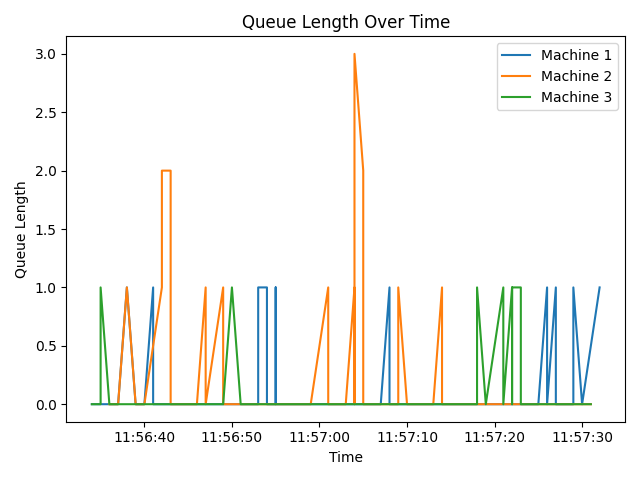 Queue Length Over Time
Machine 1
Machine 2
Machine 3
3.0
2.5
2.0
1.5
1.0
0.5
0.0
Queue Length
11:56:40 11:56:50 11:57:00 11:57:10 11:57:20 11:57:30
Time